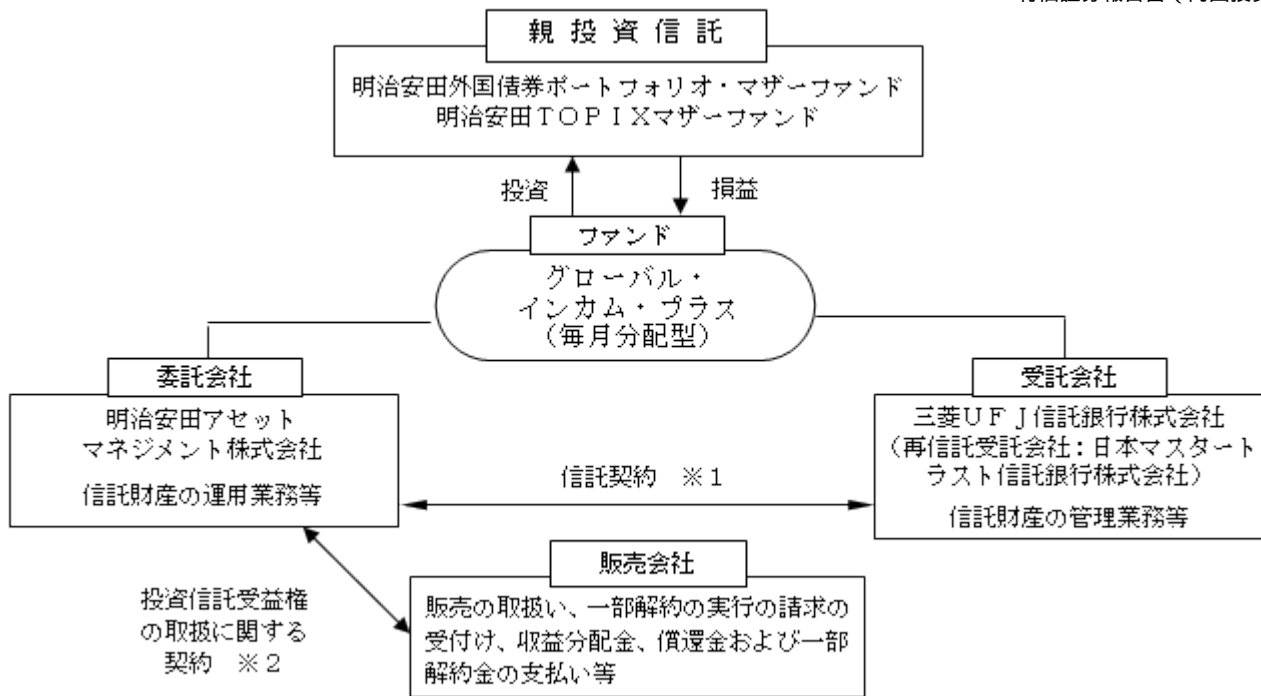 親投資信託
明治安田外国債券ポートフォリオ・マザーファンド
明治安田ＴＯＰＩＸマザーファンド
投資
損益
ファンド
グローバル・
インカム・プラス
（毎月分配型）
委託会社
明治安田アセット
マネジメント株式会社
信託財産の運用業務等
受託会社
三菱ＵＦＪ信託銀行株式会社
（再信託受託会社：日本マスタート
ラスト信託銀行株式会社）
信託財産の管理業務等
信託契約　※１
投資信託受益権
の取扱に関する
契約　※２
販売会社
販売の取扱い、一部解約の実行の請求の
受付け、収益分配金、償還金および一部
解約金の支払い等